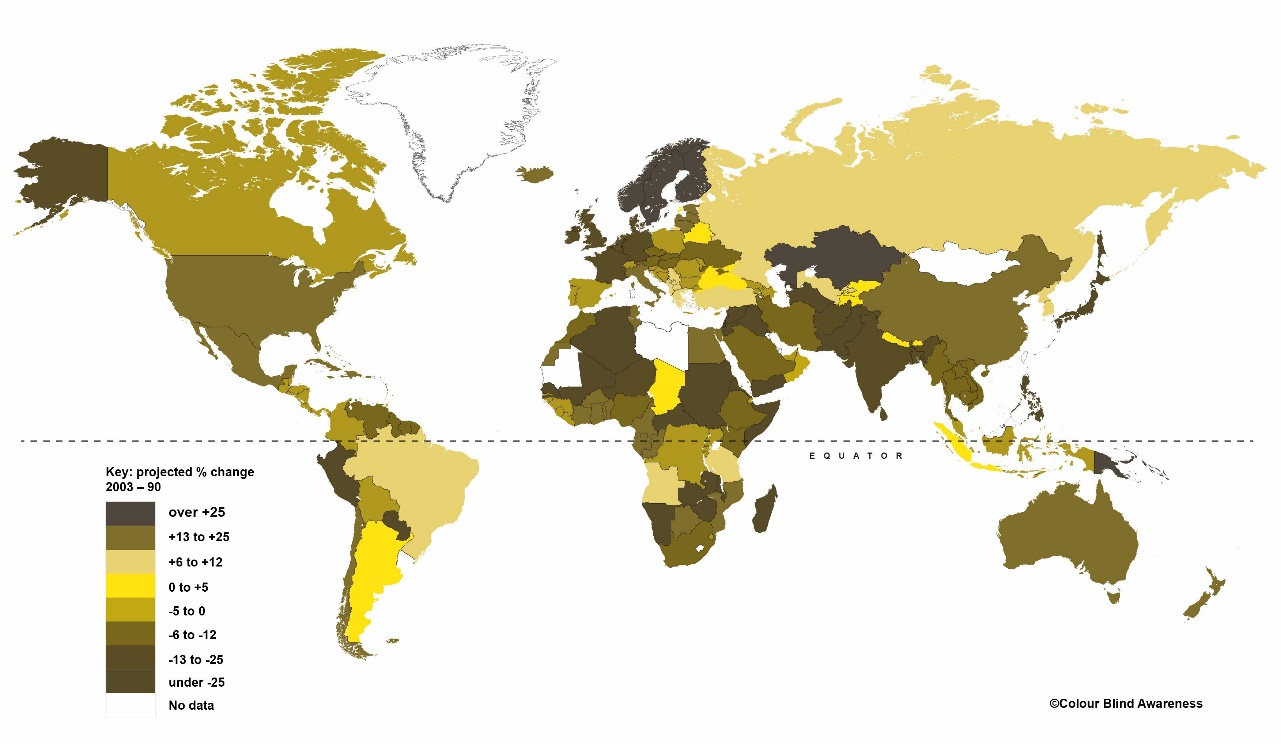 EQUATOR
Key: projected % change
2003 – 90
over +25
+13 to +25
+6 to +12
0 to +5
-5 to 0
-6 to -12
-13 to -25
under -25
No data
©Colour Blind Awareness